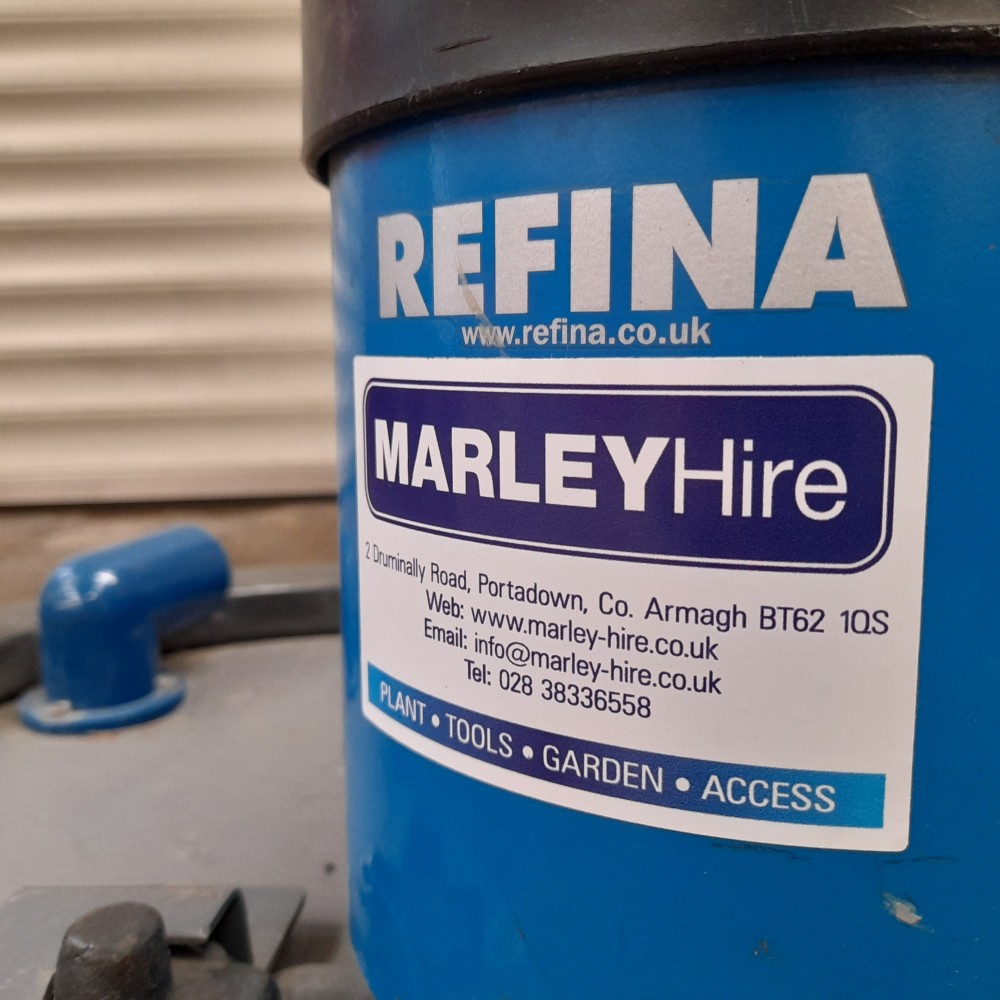 REFINA
www.refina.co.uk
MARLEYHire
2 Druminally Road, Portadown, Co. Armagh BT62 1QS
Web: www.marley-hire.co.uk
Email: info@marley-hire.co.uk
Tel: 028 38336558
PLANT • TOOLS • GARDEN • ACCESS